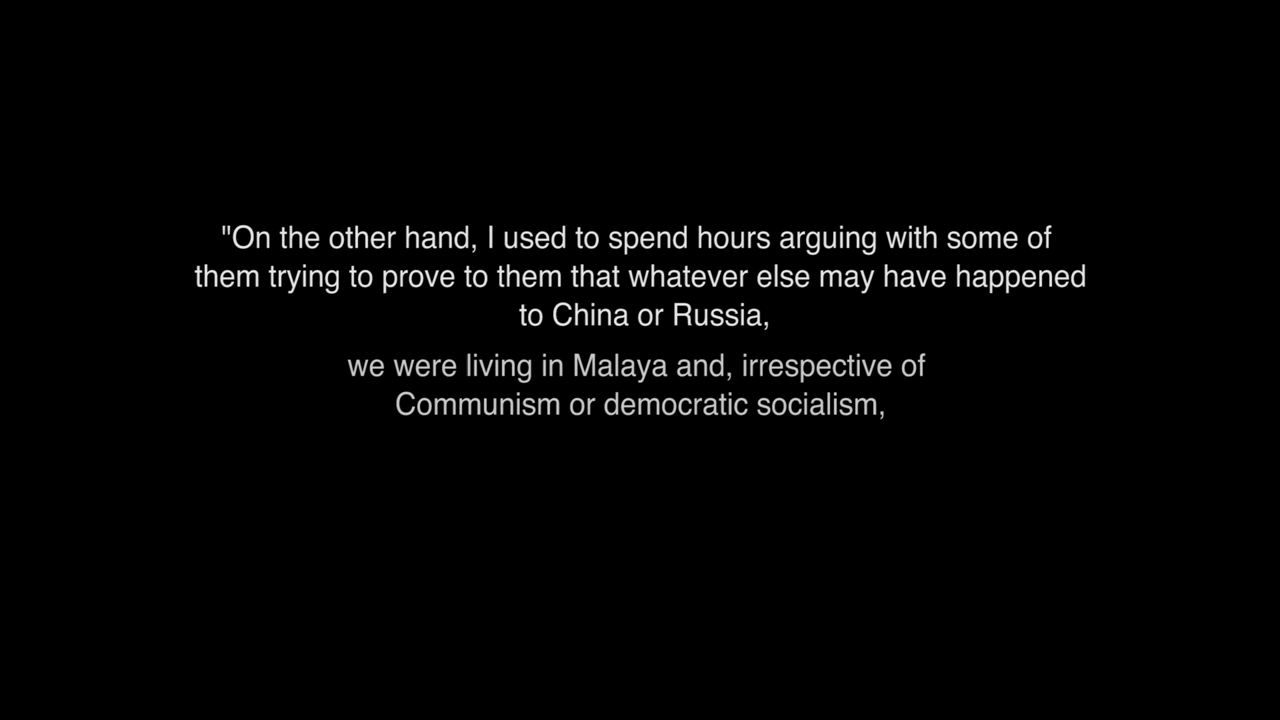 "On the other hand, I used to spend hours arguing with some of
them trying to prove to them that whatever else may have happened
to China or Russia,
we were living in Malaya and, irrespective of
Communism or democratic socialism,